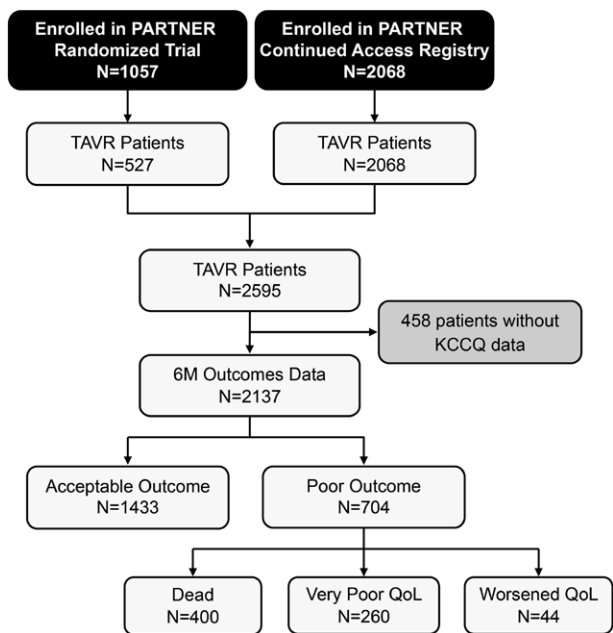 Enrolled in PARTNER
Randomized Trial
N=1057
Enrolled in PARTNER
Continued Access Registry
N=2068
TAVR Patients
N=527
TAVR Patients
N=2068
TAVR Patients
N=2595
458 patients without
KCCQ data
6M Outcomes Data
N=2137
Acceptable Outcome
N=1433
Poor Outcome
N=704
Dead
N=400
Very Poor QoL
N=260
Worsened QoL
N=44